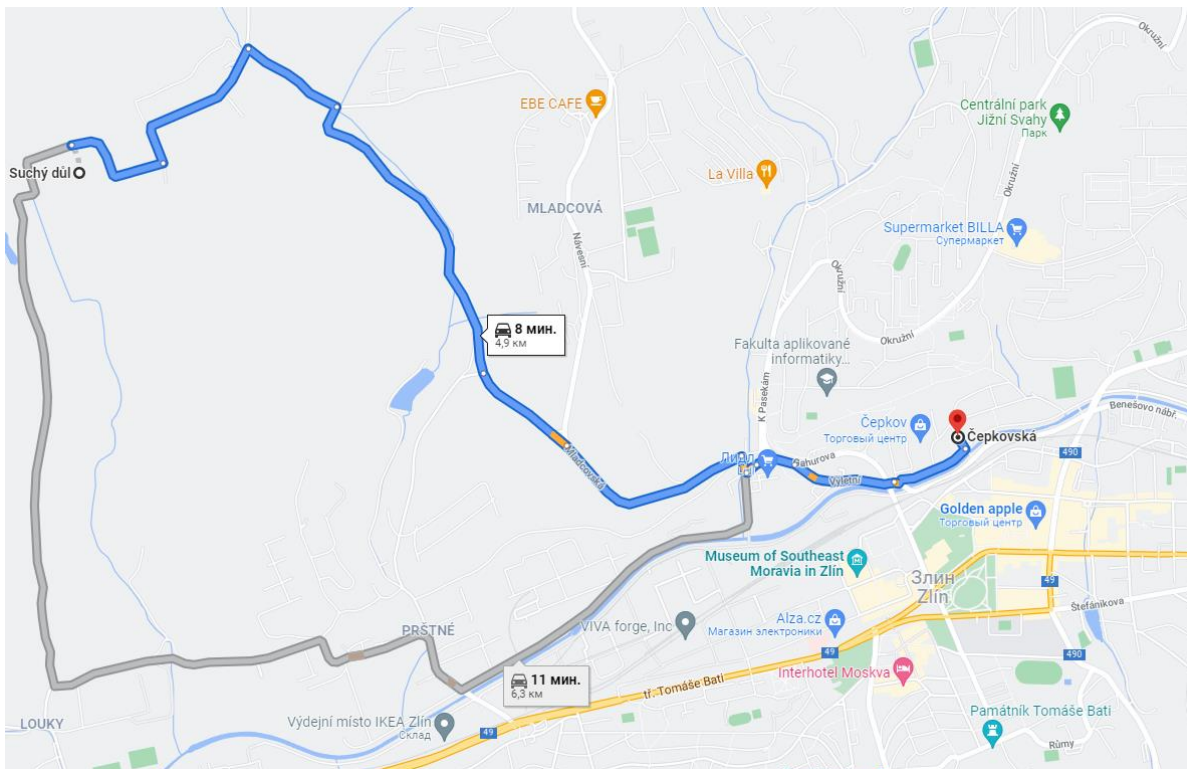 Okružní
Centrální park
Jižní Svahy
Парк
EBE CAFE
La Villa
Suchý důl
MLADCOVÁ
Okružní
Supermarket BILLA
Супермаркет
Návesní
Okružní
8 мин.
4,9 км
Okružní
Fakulta aplikované
informatiky...
K Pasekám
Benešovo nábř.
Čepkov
Торговый центр
Čepkovská
490
49
Mladcovská
Лидл
Lidl
Bahurova
Výletní
Golden apple
Торговый центр
Museum of Southeast
Moravia in Zlín
Злин
Zlín
49
Štefánikova
Alza.cz
Магазин электроники
VIVA forge, Inc
PRŠTNÉ
49
490
11 мин.
6,3 км
Interhotel Moskva
tř. Tomáše Bati
LOUKY
Výdejní místo IKEA Zlín
Склад
49
Památník Tomáše Bati
Růmy